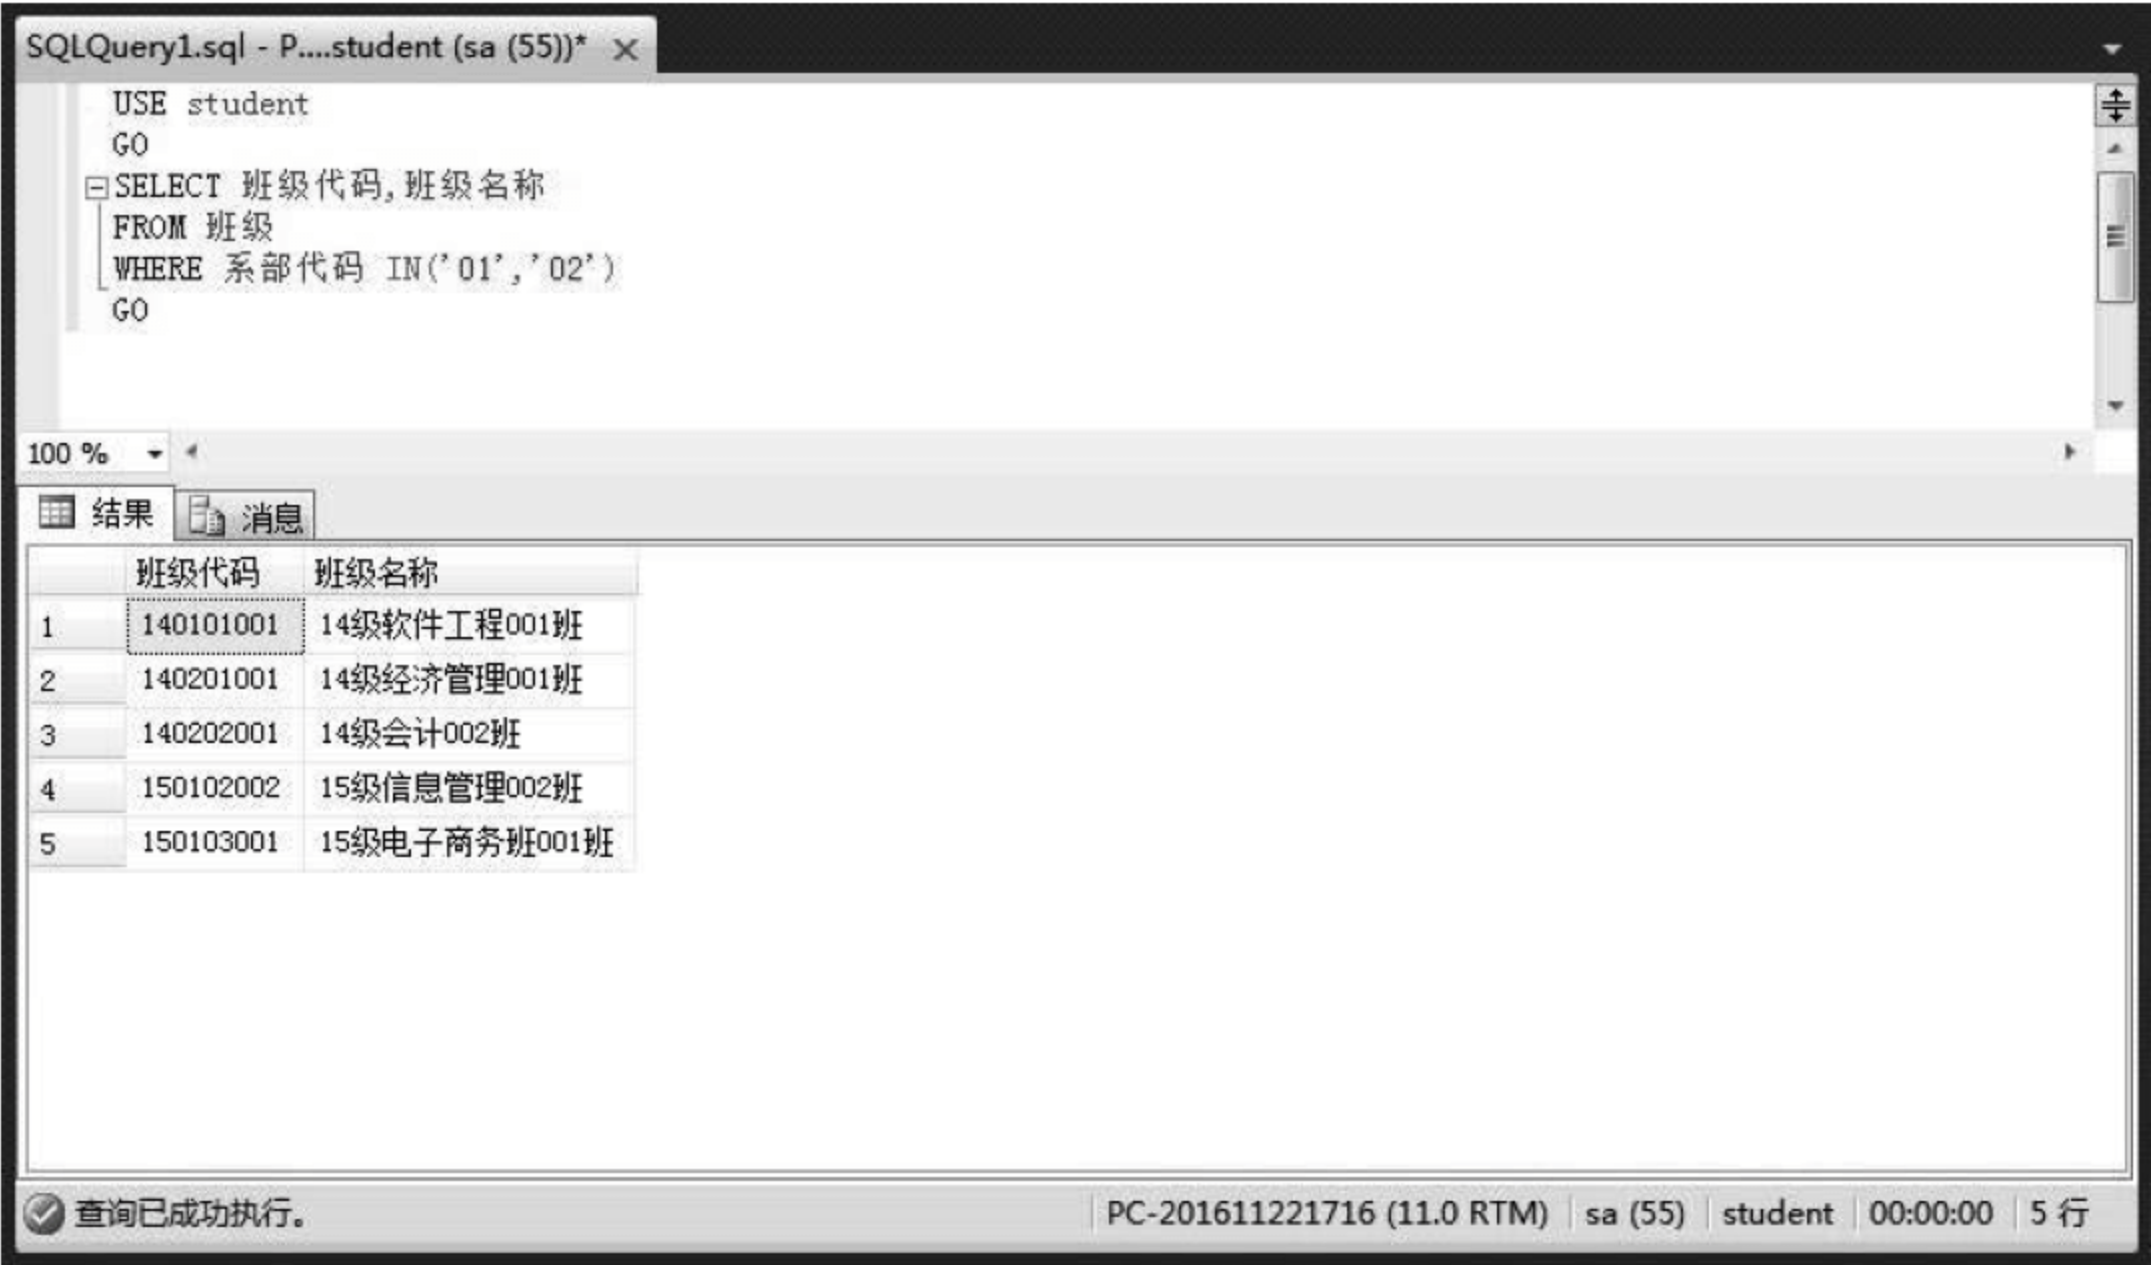 SQLQuery1.sql - P....student (sa (55))*
USE student
GO
SELECT 班级代码,班级名称
FROM 班级
WHERE 系部代码 IN('01','02')
GO
100 %
结果 消息
班级代码 班级名称
1 140101001 14级软件工程001班
2 140201001 14级经济管理001班
3 140202001 14级会计002班
4 150102002 15级信息管理002班
5 150103001 15级电子商务班001班
查询已成功执行。 PC-201611221716 (11.0 RTM) sa (55) student 00:00:00 5 行